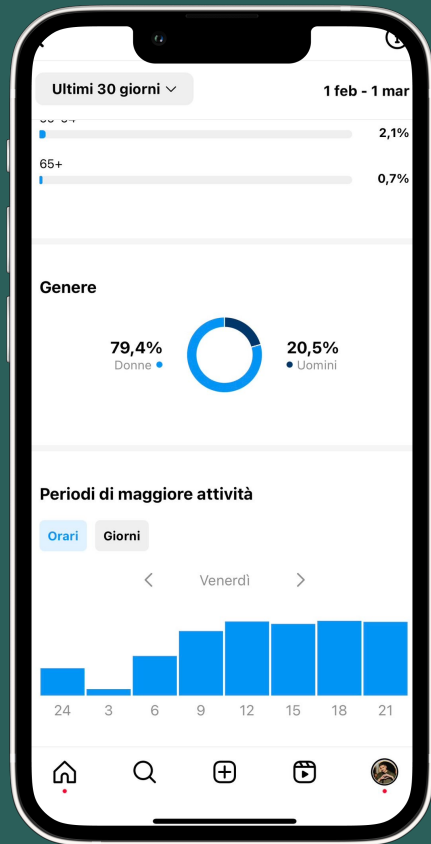 Ultimi 30 giorni
1 feb - 1 mar
2,1%
65+
0,7%
Genere
79,4%
Donne
20,5%
Uomini
Periodi di maggiore attività
Orari
Giorni
Venerdì
24 3 6 9 12 15 18 21